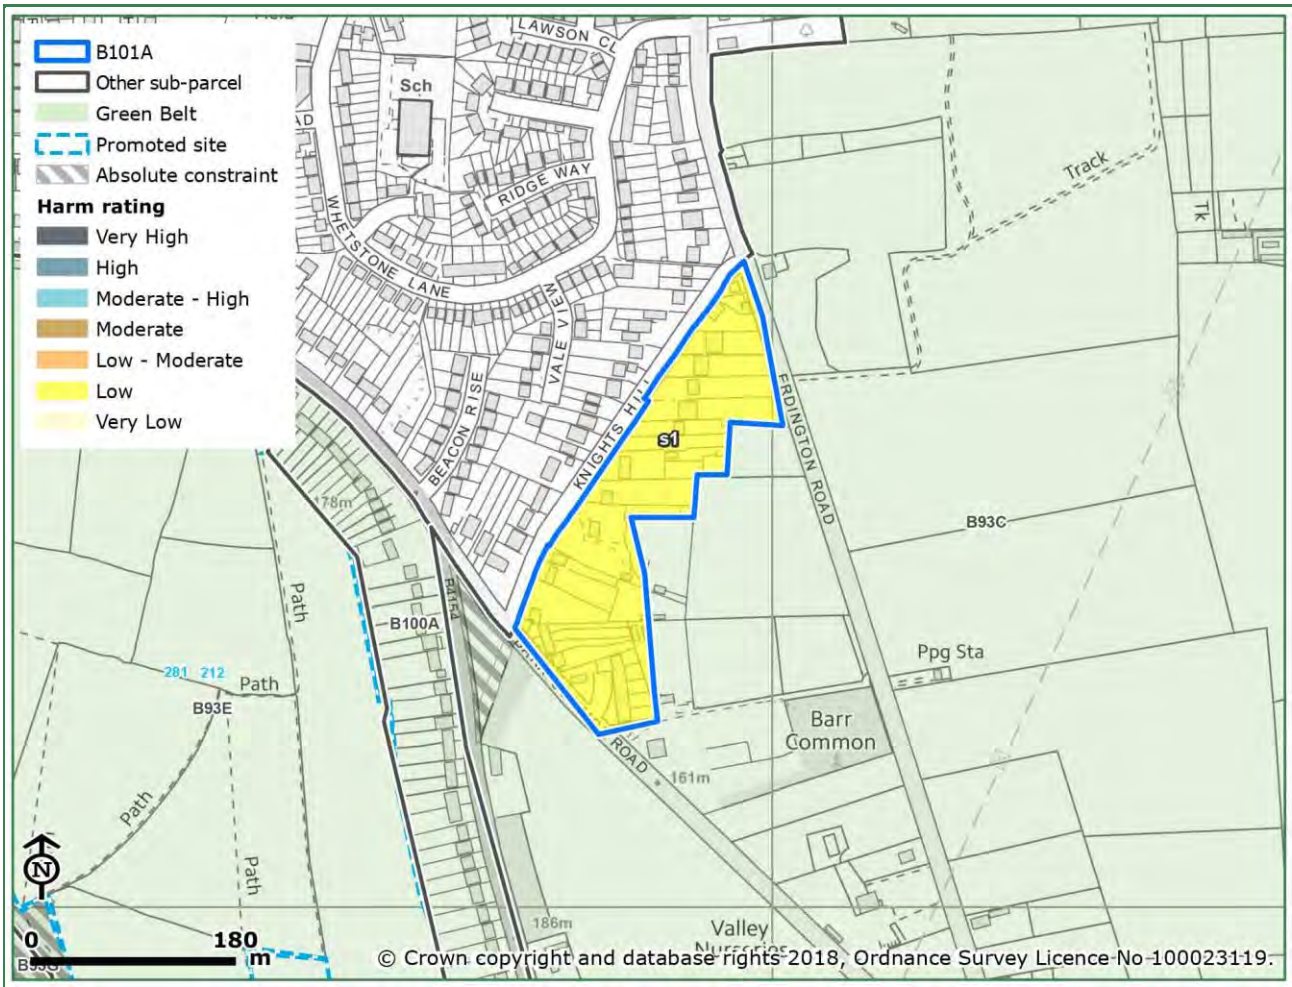 B101A
Other sub-parcel
Green Belt
Promoted site
Absolute constraint
Harm rating
Very High
High
Moderate - High
Moderate
Low - Moderate
Low
Very Low
LAWSON CL
Sch
RIDGE WAY
WHETSTONE LANE
VALE VIEW
BEACON RISE
KNIGHTS HILL
ERDINGTON ROAD
Track
Tk
s1
B93C
178m
B4154
B100A
Path
281 212
Path
B93E
Path
Path
ROAD
161m
Ppg Sta
Barr
Common
186m
Valley
Nurseries
N
0 180
m
© Crown copyright and database rights 2018, Ordnance Survey Licence No 100023119.